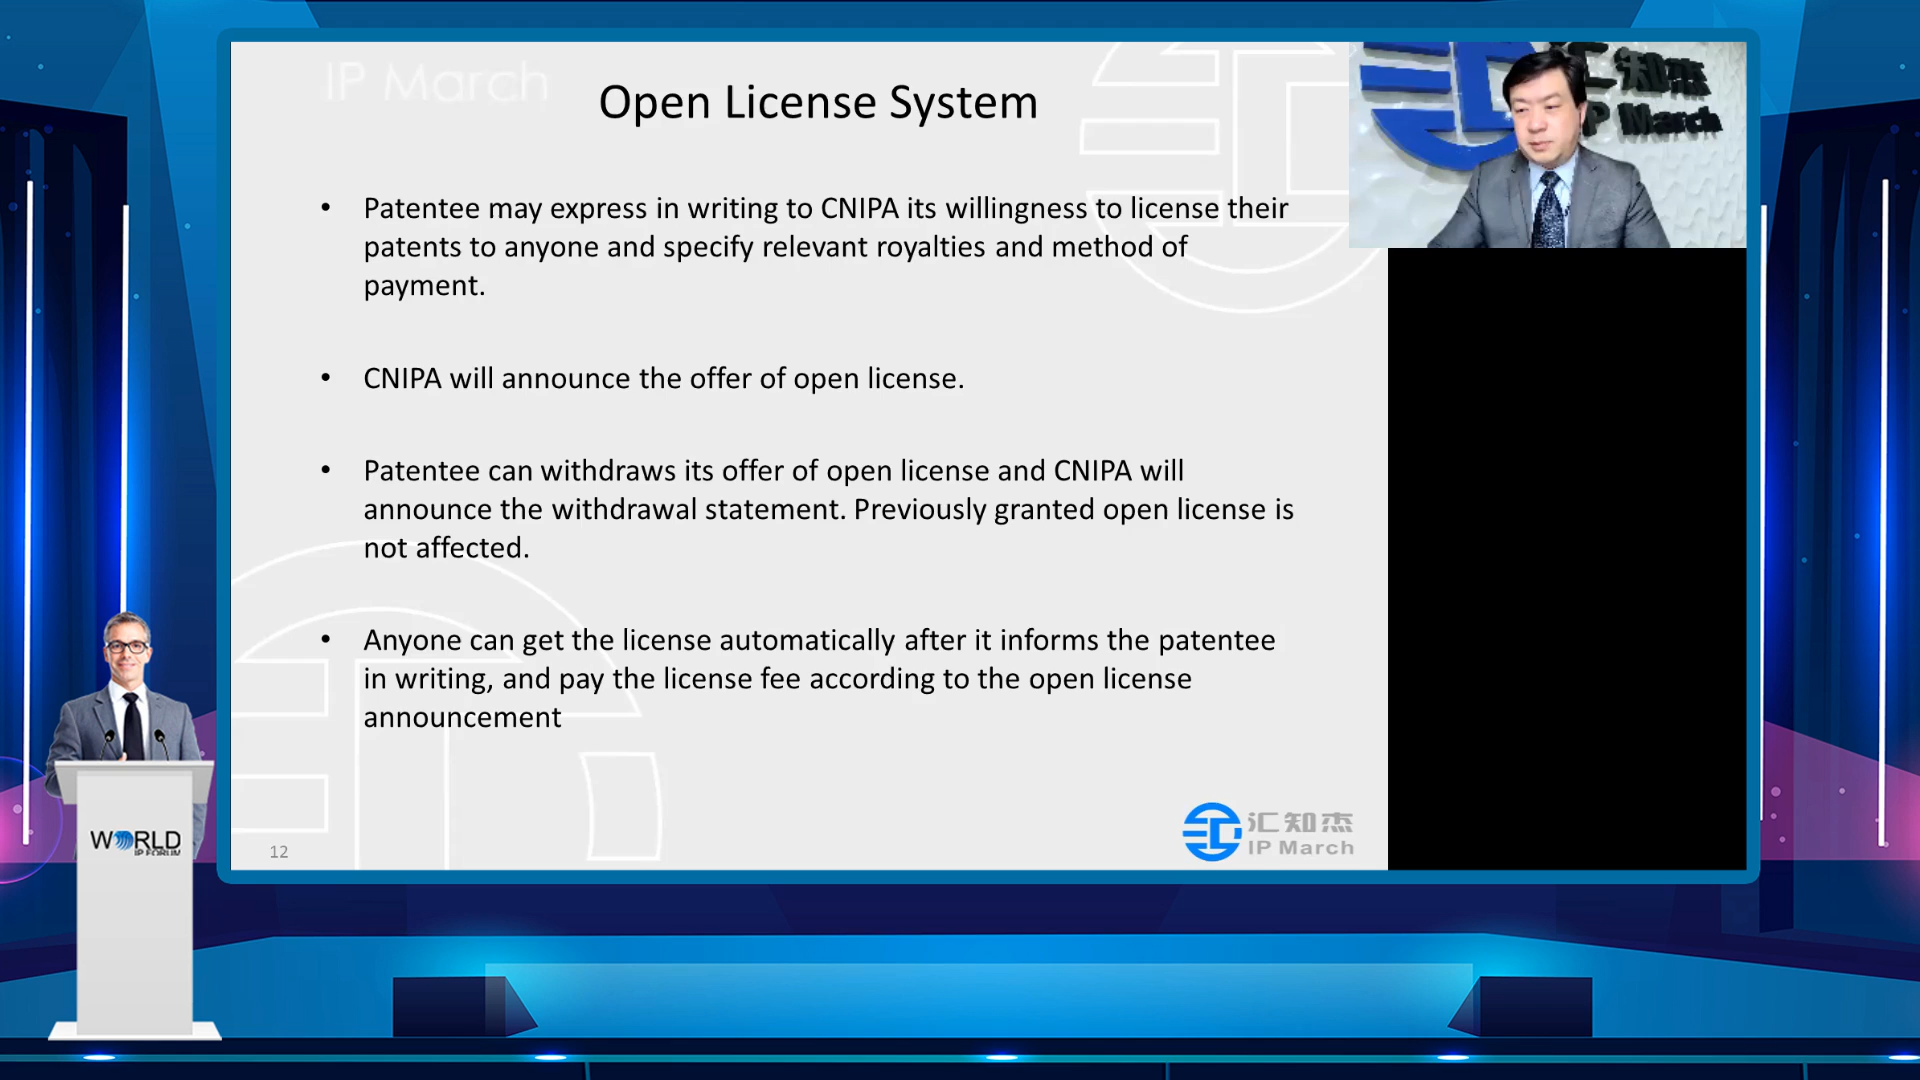 IP March
Open License System
• Patentee may express in writing to CNIPA its willingness to license their
patents to anyone and specify relevant royalties and method of
payment.
• CNIPA will announce the offer of open license.
• Patentee can withdraws its offer of open license and CNIPA will
announce the withdrawal statement. Previously granted open license is
not affected.
• Anyone can get the license automatically after it informs the patentee
in writing, and pay the license fee according to the open license
announcement
12
汇知杰
IP March
汇知杰
IP March
WORLD
IP FORUM